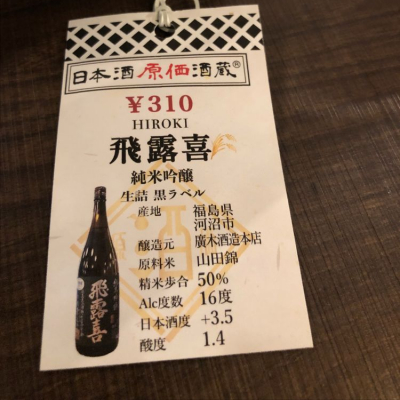 日本酒原価酒蔵®
¥310
HIROKI
飛露喜
純米吟醸
生詰 黒ラベル
産地 福島県
河沼市
醸造元 廣木酒造本店
原料米 山田錦
精米歩合 50%
Alc度数 16度
日本酒度 +3.5
酸度 1.4
飛露喜